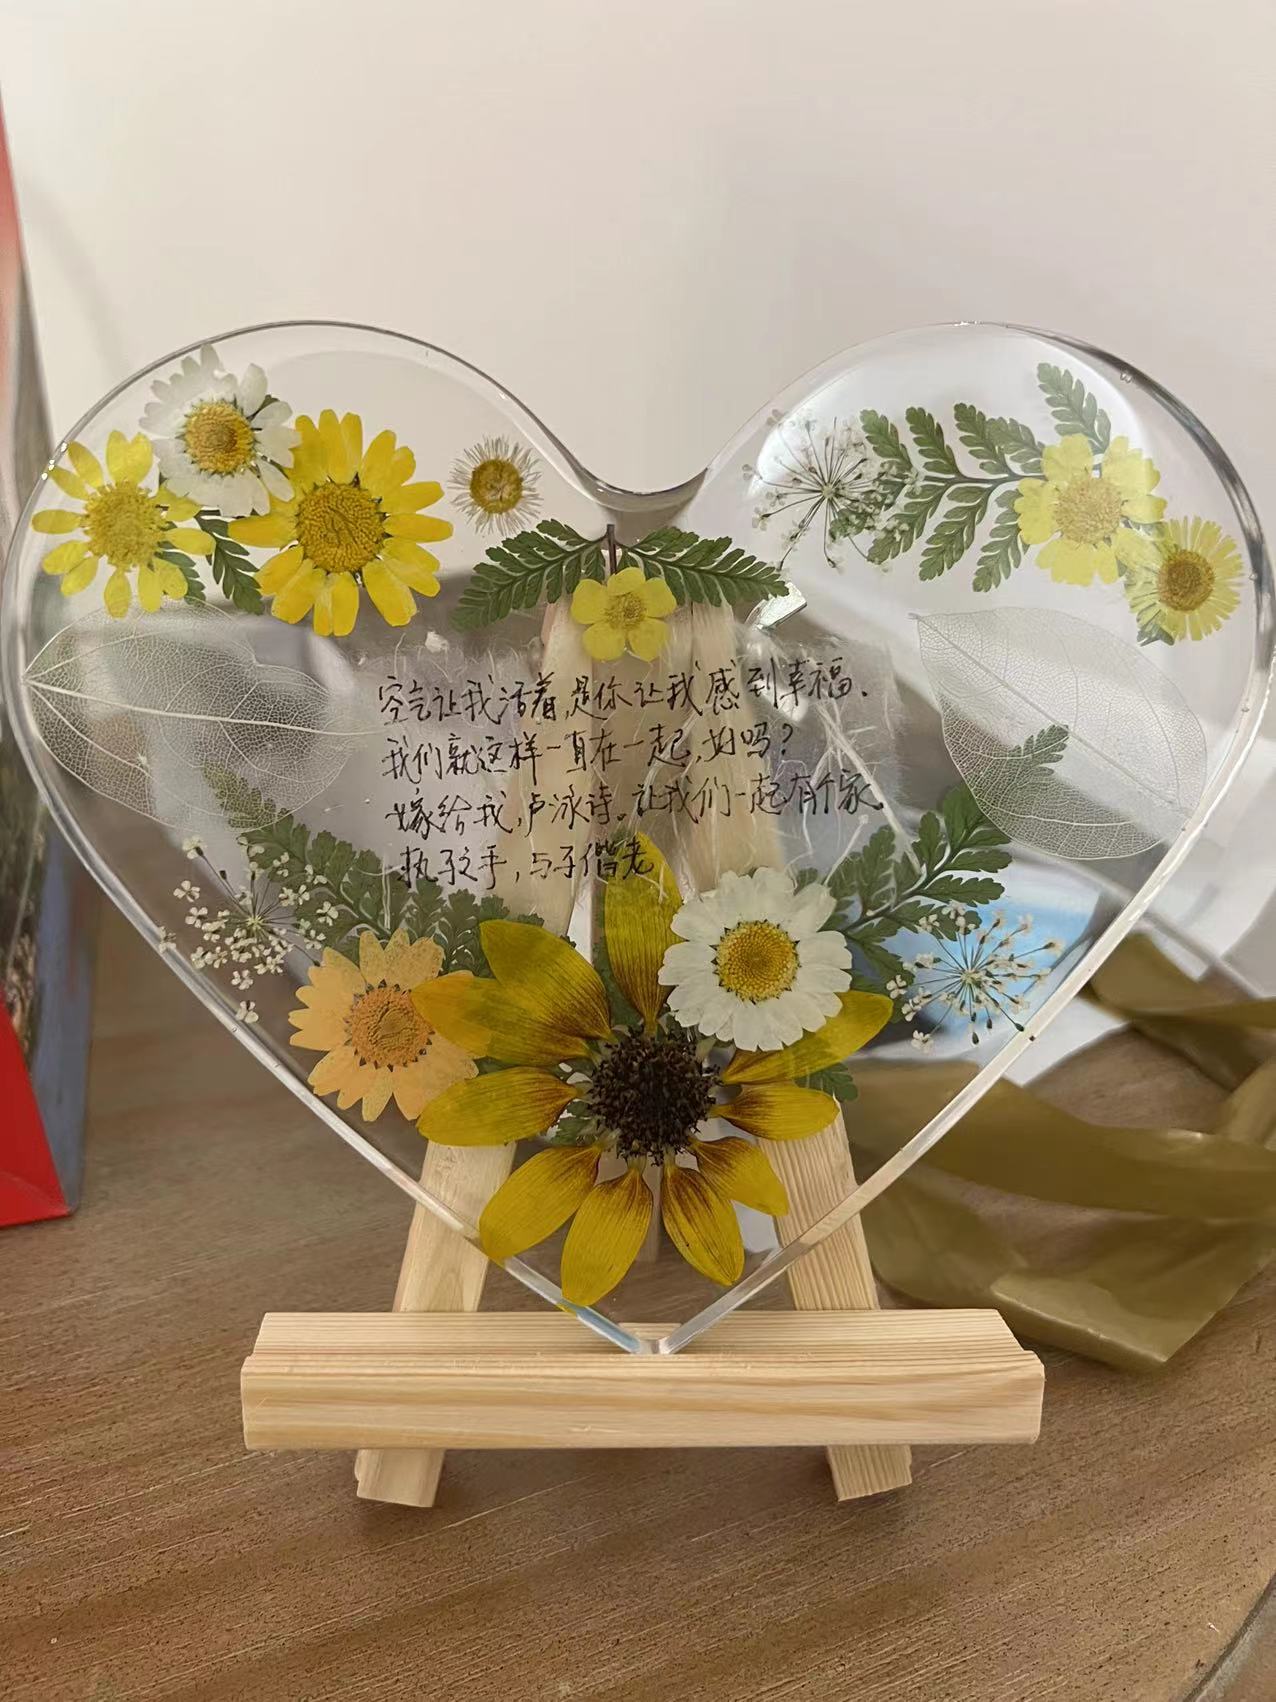 空气让我活着,是你让我感到幸福.
我们就这样一直在一起,好吗?
嫁给我,卢泳诗。让我们一起有个家
执子之手,与子偕老